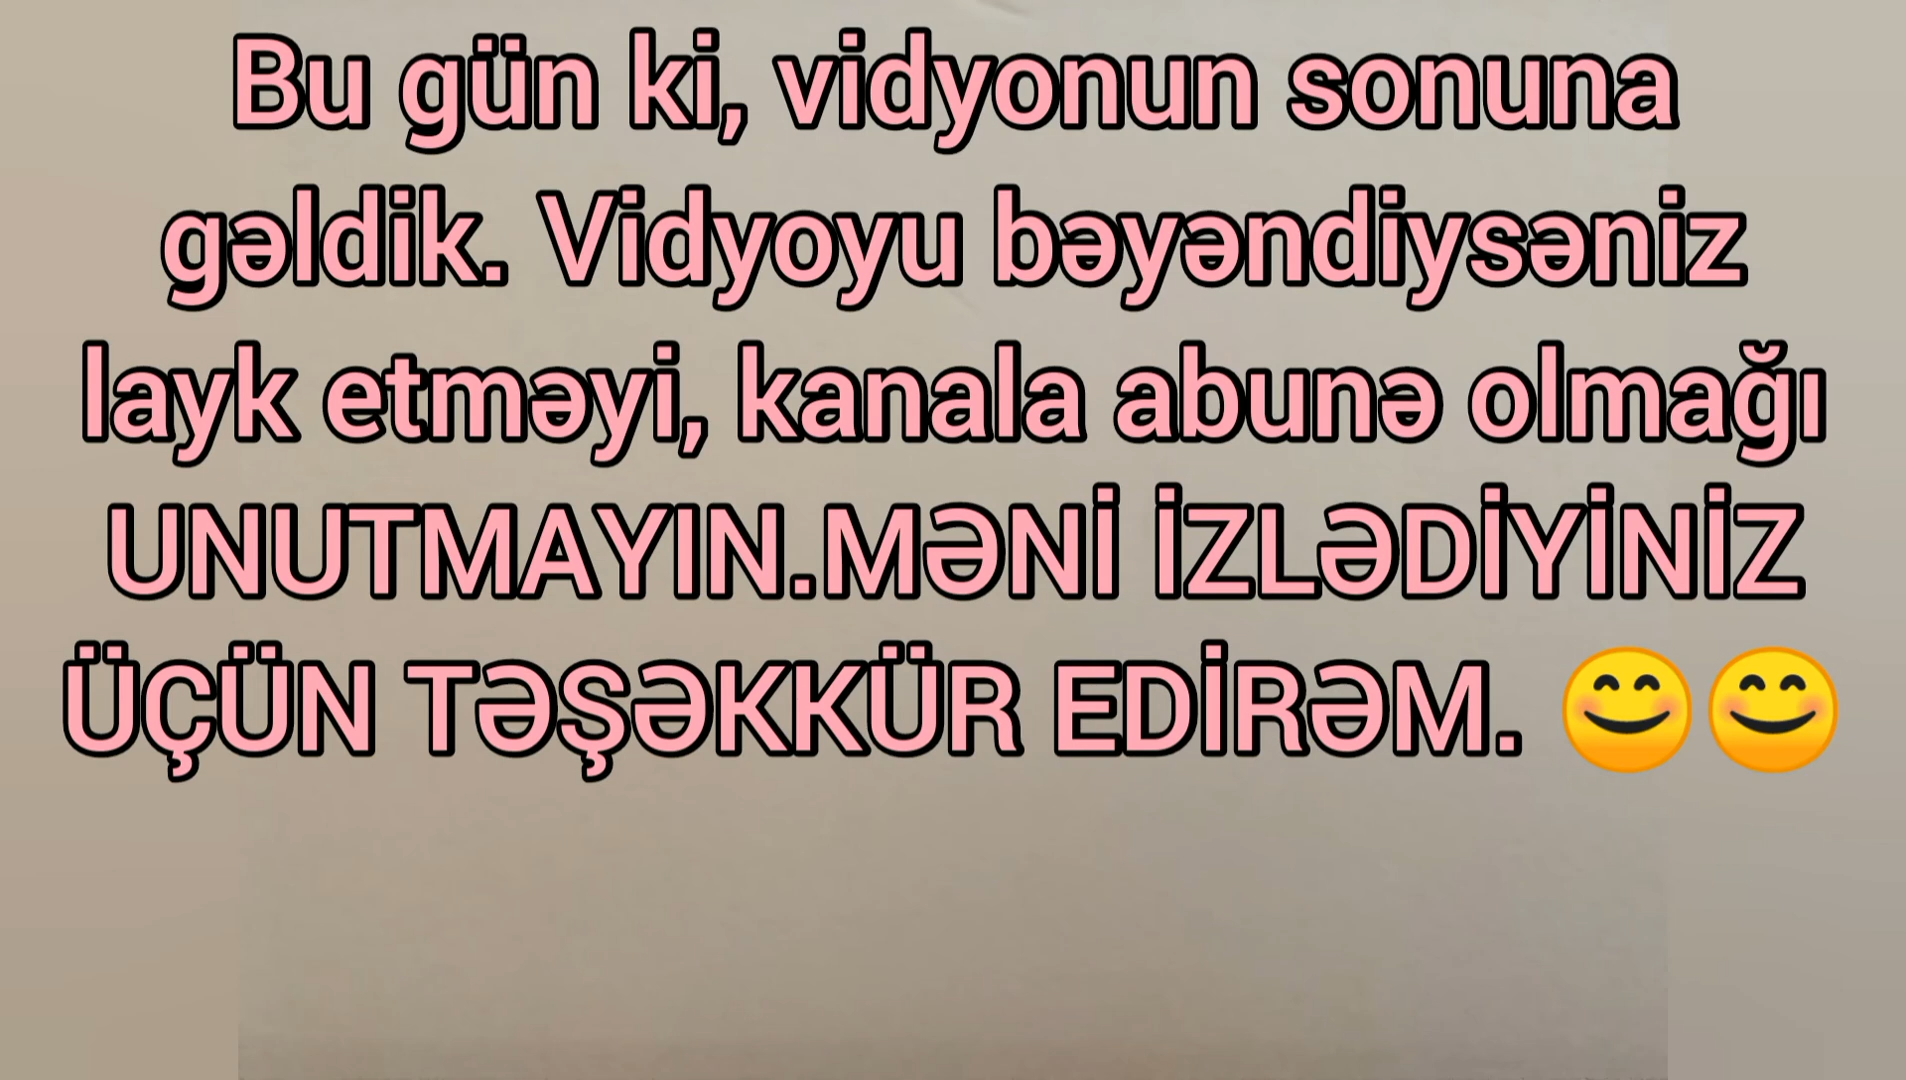 Bu gün ki, vidyonun sonuna
gəldik. Vidyoyu bəyəndiysəniz
layk etməyi, kanala abunə olmağı
UNUTMAYIN.MƏNİ İZLƏDİYİNİZ
ÜÇÜN TƏŞƏKKÜR EDİRƏM. 😊😊